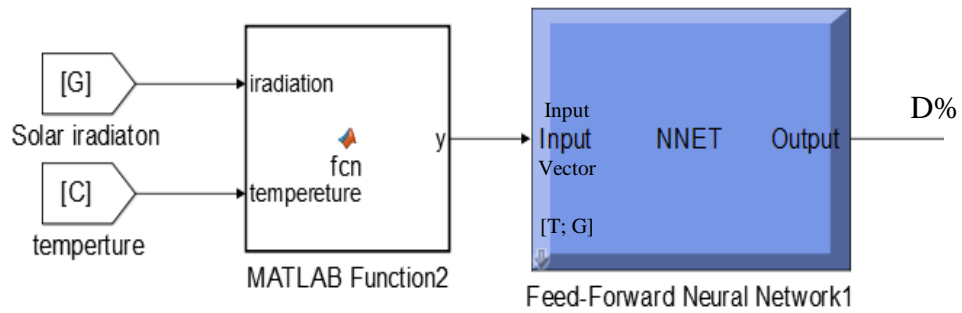 [G]
Solar iradiaton
[C]
temperture
iradiation
fcn
tempereture
y
MATLAB Function2
Input
Input
Vector
[T; G]
NNET
Output
Feed-Forward Neural Network1
D%